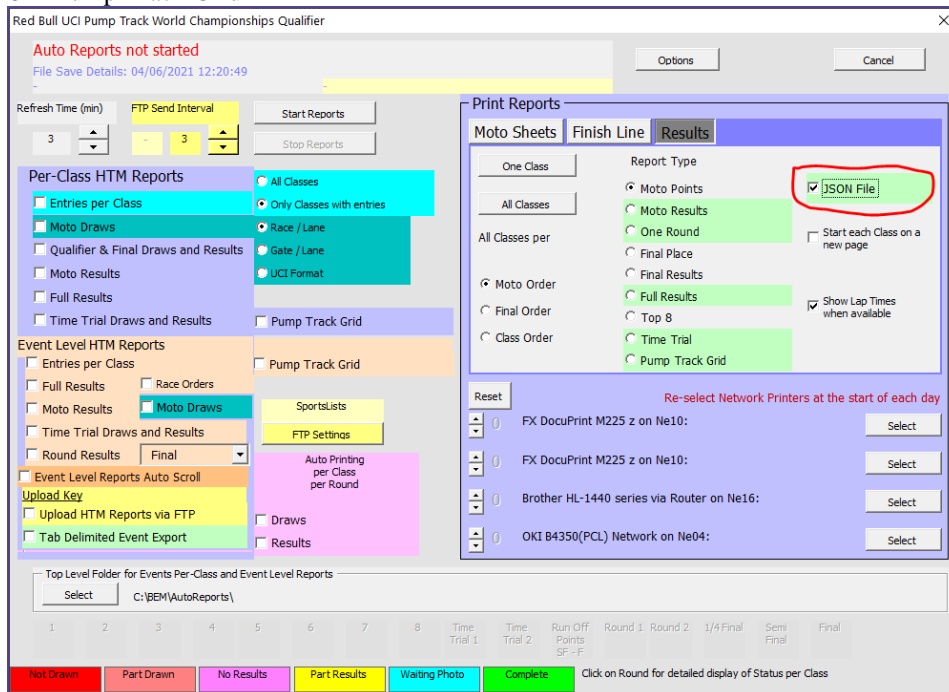 Red Bull UCI Pump Track World Championships Qualifier
Auto Reports not started
File Save Details: 04/06/2021 12:20:49
-
-
Options
Cancel
Refresh Time (min)
FTP Send Interval
3
-
3
Start Reports
Stop Reports
Per-Class HTM Reports
Entries per Class
Moto Draws
Qualifier & Final Draws and Results
Moto Results
Full Results
Time Trial Draws and Results
All Classes
Only Classes with entries
Race / Lane
Gate / Lane
UCI Format
Pump Track Grid
Event Level HTM Reports
Entries per Class
Full Results
Race Orders
Moto Results
Moto Draws
Time Trial Draws and Results
Round Results
Final
Event Level Reports Auto Scroll
Upload Key
Upload HTM Reports via FTP
Tab Delimited Event Export
Pump Track Grid
SportsLists
FTP Settings
Auto Printing
per Class
per Round
Draws
Results
Print Reports
Moto Sheets
Finish Line
Results
One Class
All Classes
All Classes per
Moto Order
Final Order
Class Order
Report Type
Moto Points
Moto Results
One Round
Final Place
Final Results
Full Results
Top 8
Time Trial
Pump Track Grid
JSON File
Start each Class on a
new page
Show Lap Times
when available
Reset
Re-select Network Printers at the start of each day
0 FX DocuPrint M225 z on Ne10: Select
0 FX DocuPrint M225 z on Ne10: Select
0 Brother HL-1440 series via Router on Ne16: Select
0 OKI B4350(PCL) Network on Ne04: Select
Top Level Folder for Events Per-Class and Event Level Reports
Select C:\BEM\AutoReports\
1 2 3 4 5 6 7 8
Time
Trial 1
Time
Trial 2
Run Off
Points
SF - F
Round 1
Round 2
1/4 Final
Semi
Final
Final
Not Drawn
Part Drawn
No Results
Part Results
Waiting Photo
Complete
Click on Round for detailed display of Status per Class